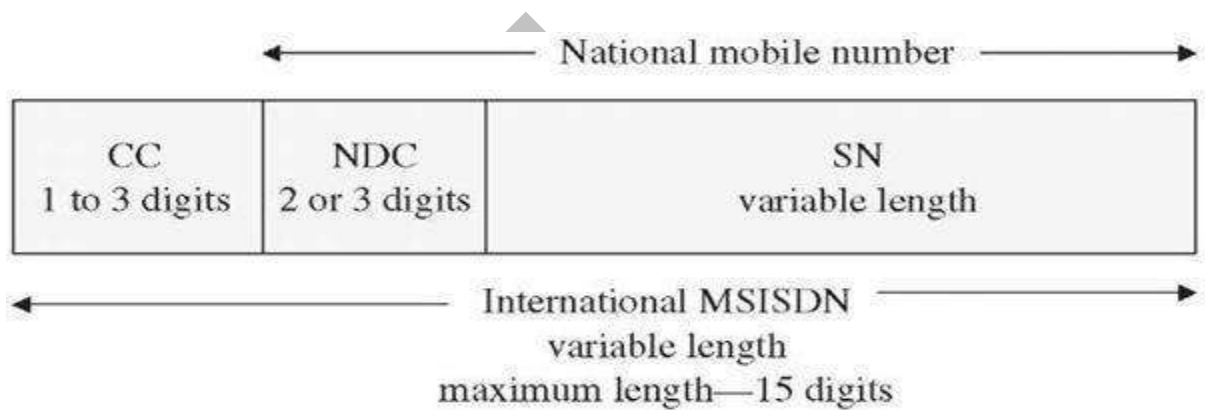 National mobile number
CC
1 to 3 digits
NDC
2 or 3 digits
SN
variable length
International MSISDN
variable length
maximum length—15 digits